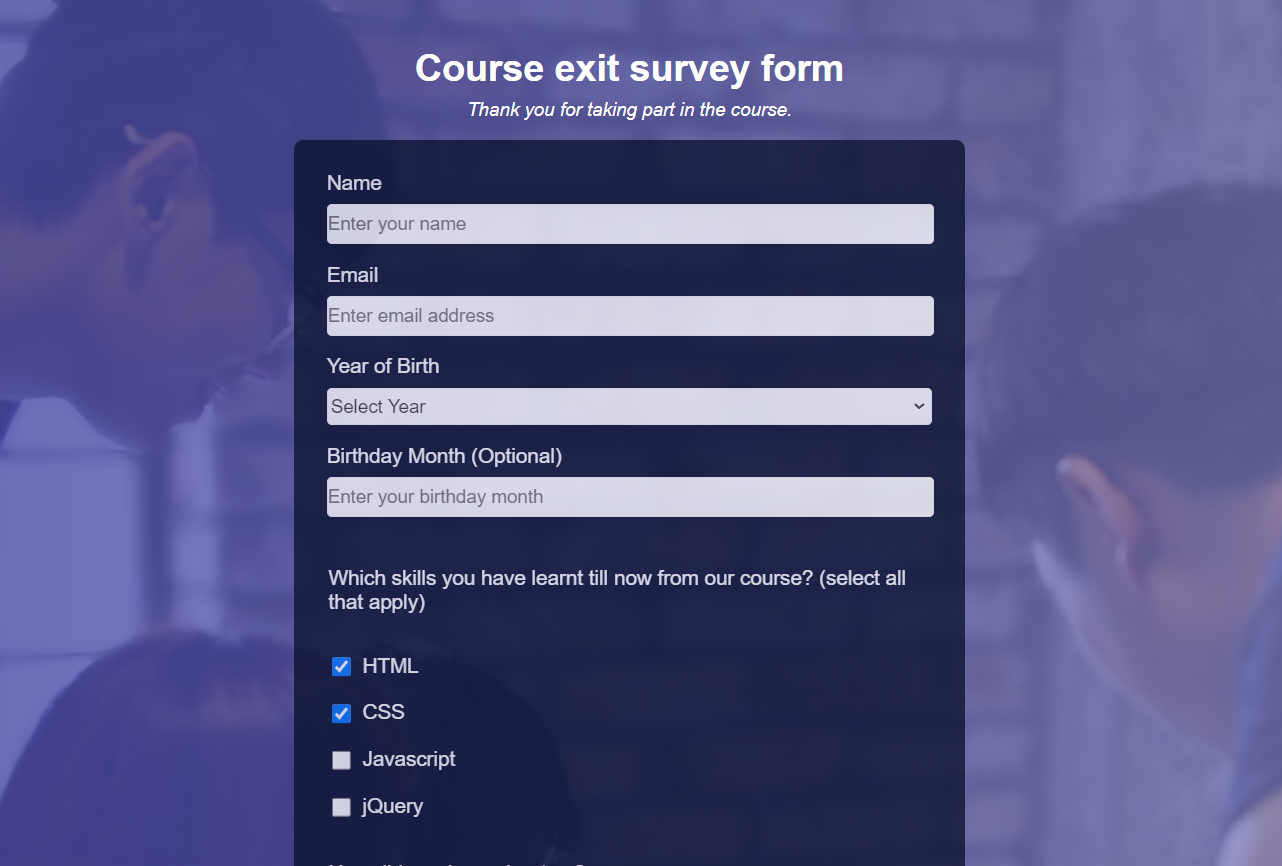 Course exit survey form
Thank you for taking part in the course.
Name
Enter your name
Email
Enter email address
Year of Birth
Select Year
Birthday Month (Optional)
Enter your birthday month
Which skills you have learnt till now from our course? (select all
that apply)
HTML
CSS
Javascript
jQuery